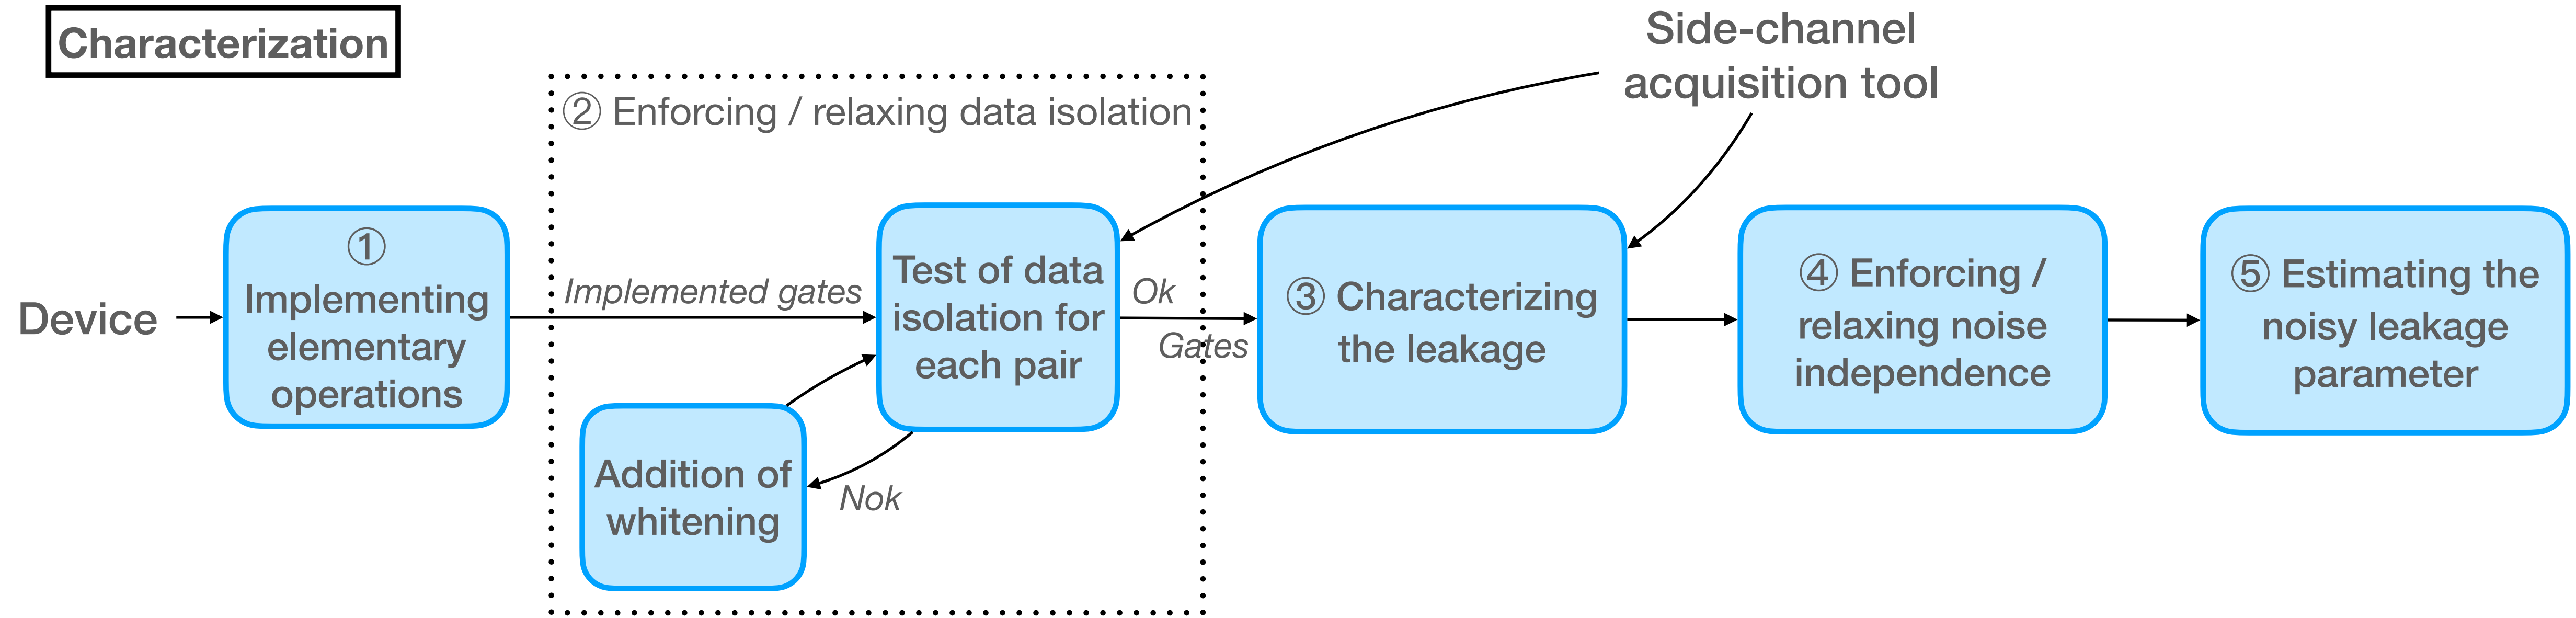 Characterization
Side-channel
acquisition tool
② Enforcing / relaxing data isolation
Device
①
Implementing
elementary
operations
Implemented gates
Test of data
isolation for
each pair
Addition of
whitening
Nok
Ok
Gates
③ Characterizing
the leakage
④ Enforcing /
relaxing noise
independence
⑤ Estimating the
noisy leakage
parameter